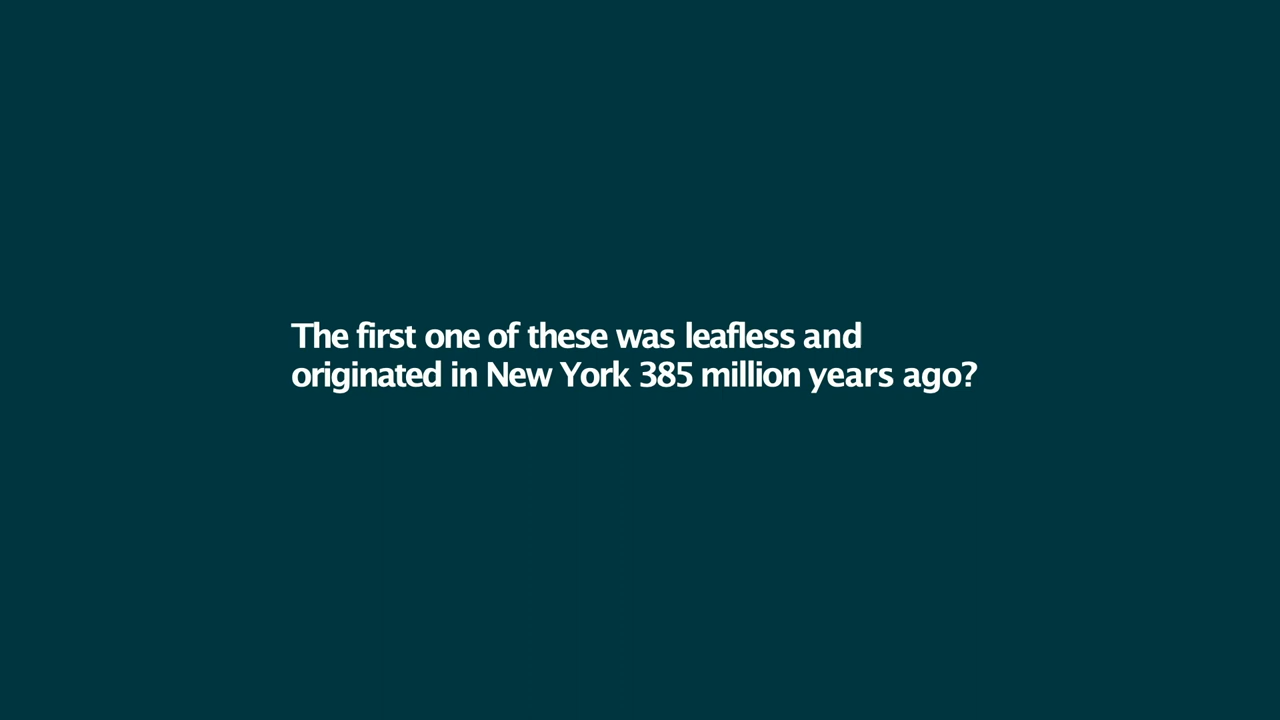 The first one of these was leafless and
originated in New York 385 million years ago?